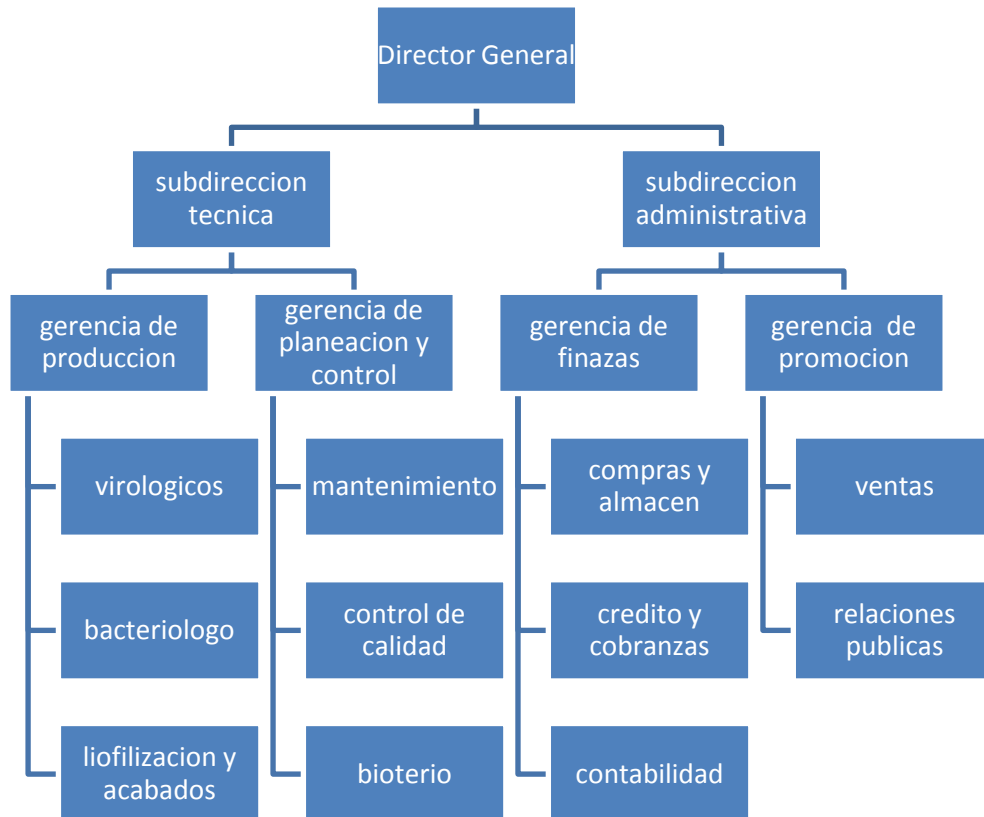 Director General
subdireccion
tecnica
subdireccion
administrativa
gerencia de
produccion
gerencia de
planeacion y
control
gerencia de
finazas
gerencia  de
promocion
virologicos
mantenimiento
compras y
almacen
ventas
bacteriologo
control de
calidad
credito y
cobranzas
relaciones
publicas
liofilizacion y
acabados
bioterio
contabilidad